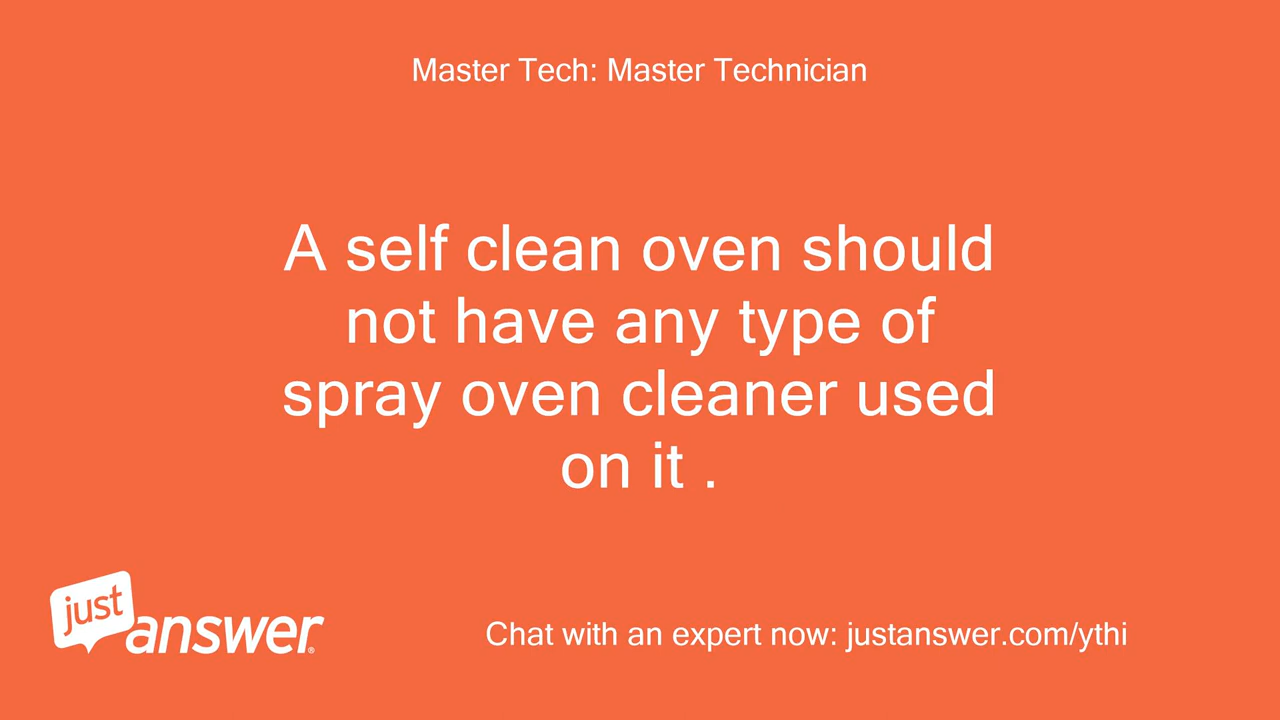 Master Tech: Master Technician
A self clean oven should
not have any type of
spray oven cleaner used
on it .
just
answer®
Chat with an expert now: justanswer.com/ythi